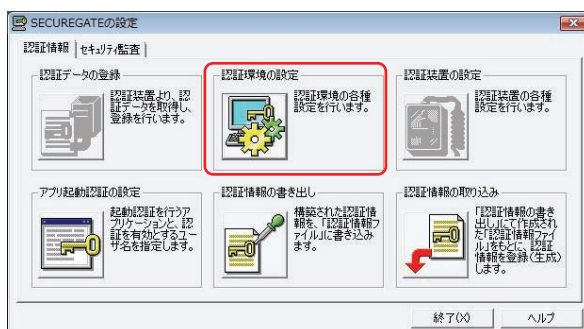 SECUREGATEの設定
認証情報 セキュリティ監査
認証データの登録
認証装置より、認
証データを取得し、
登録を行います。
認証環境の設定
認証環境の各種
設定を行います。
認証装置の設定
認証装置の各種
設定を行います。
アプリ起動認証の設定
起動認証を行うア
プリケーションと、認
証を有効とするユー
ザ名を指定します。
認証情報の書き出し
構築された認証情
報を、「認証情報フ
ァイル」に書き込み
ます。
認証情報の取り込み
「認証情報の書き
出し」にて作成され
た「認証情報ファイ
ル」をもとに、認証
情報を登録(生成)
します。
終了(X) ヘルプ